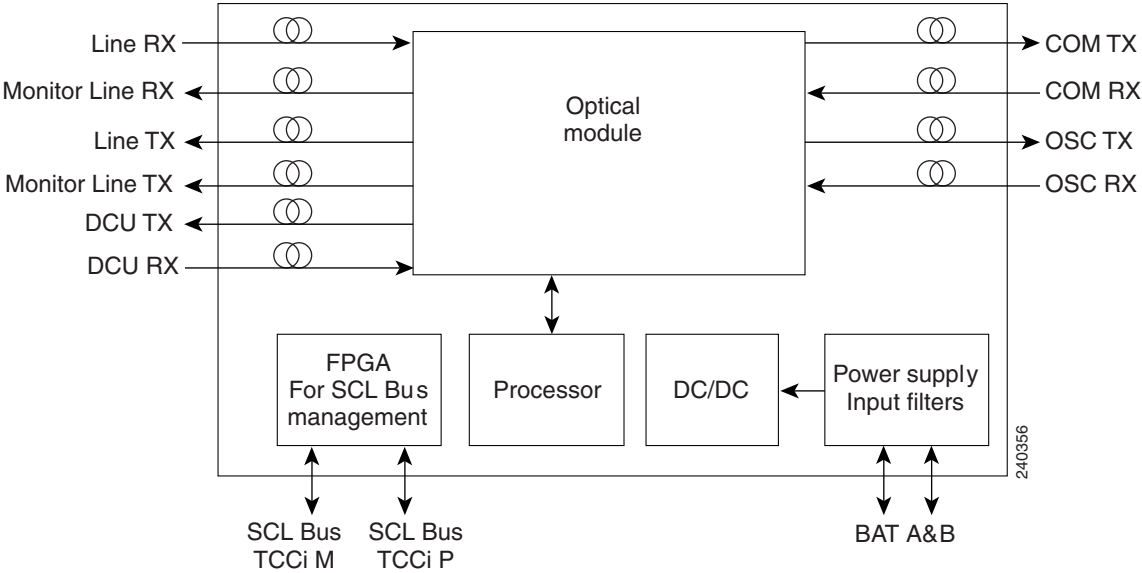 Line RX
Monitor Line RX
Line TX
Monitor Line TX
DCU TX
DCU RX
Optical
module
COM TX
COM RX
OSC TX
OSC RX
FPGA
For SCL Bus
management
Processor
DC/DC
Power supply
Input filters
SCL Bus
TCCi M
SCL Bus
TCCi P
BAT A&B
240356